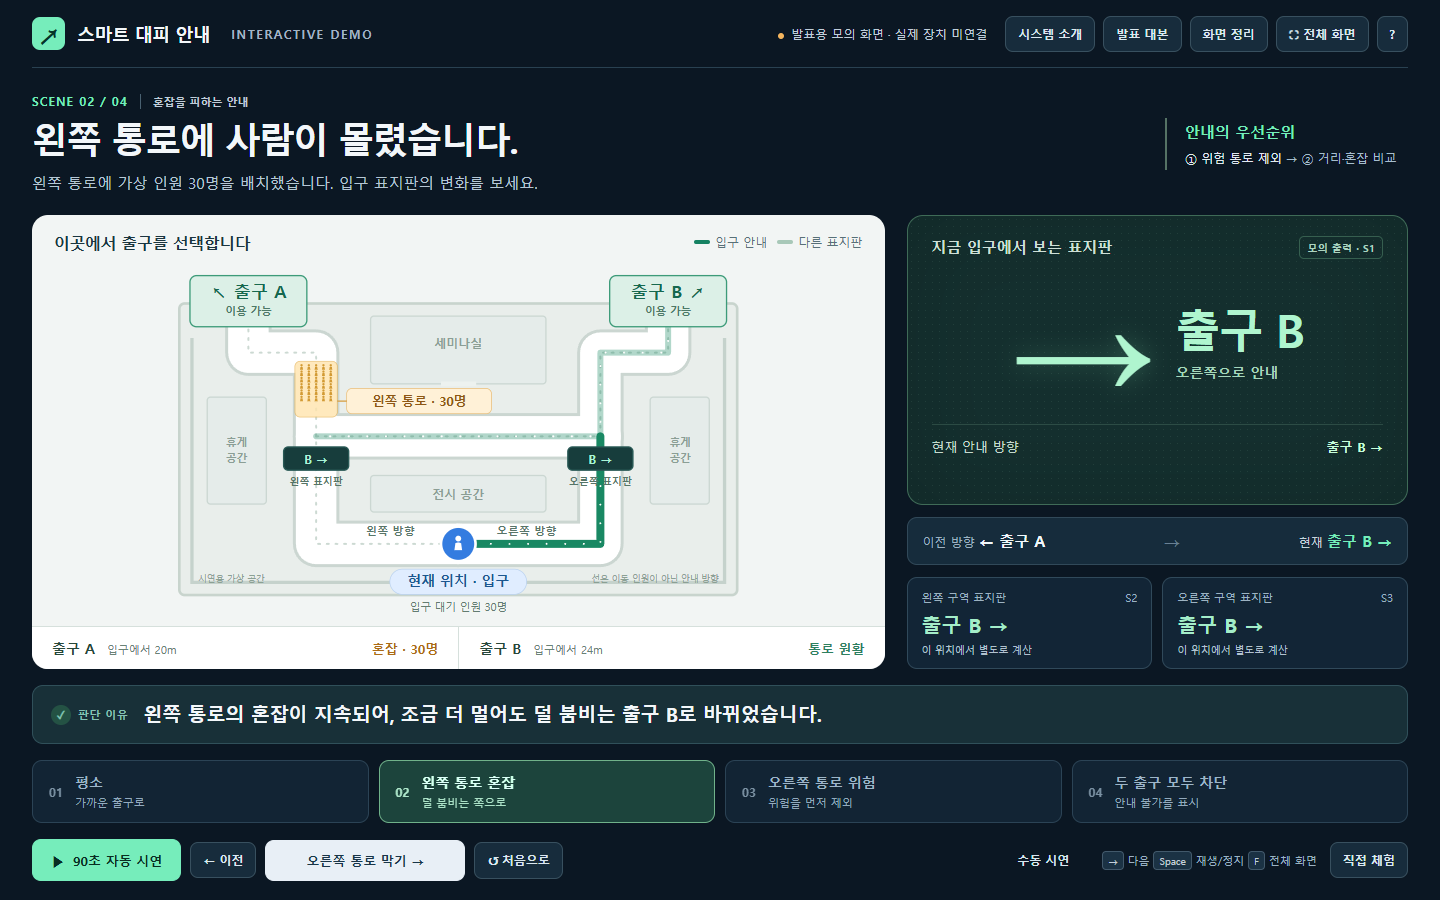 스마트 대피 안내
INTERACTIVE DEMO
발표용 모의 화면 · 실제 장치 미연결
시스템 소개
발표 대본
화면 정리
전체 화면
?
SCENE 02 / 04
혼잡을 피하는 안내
왼쪽 통로에 사람이 몰렸습니다.
왼쪽 통로에 가상 인원 30명을 배치했습니다. 입구 표지판의 변화를 보세요.
안내의 우선순위
① 위험 통로 제외 → ② 거리·혼잡 비교
이곳에서 출구를 선택합니다
입구 안내
다른 표지판
↖ 출구 A
이용 가능
출구 B ↗
이용 가능
세미나실
왼쪽 통로 · 30명
휴게
공간
휴게
공간
B →
왼쪽 표지판
B →
오른쪽 표지판
전시 공간
왼쪽 방향
오른쪽 방향
시연용 가상 공간
현재 위치 · 입구
선은 이동 인원이 아닌 안내 방향
입구 대기 인원 30명
출구 A 입구에서 20m
혼잡 · 30명
출구 B 입구에서 24m
통로 원활
지금 입구에서 보는 표지판
모의 출력 · S1
→ 출구 B
오른쪽으로 안내
현재 안내 방향
출구 B →
이전 방향 ← 출구 A
→
현재 출구 B →
왼쪽 구역 표지판
S2
출구 B →
이 위치에서 별도로 계산
오른쪽 구역 표지판
S3
출구 B →
이 위치에서 별도로 계산
✓ 판단 이유
왼쪽 통로의 혼잡이 지속되어, 조금 더 멀어도 덜 붐비는 출구 B로 바뀌었습니다.
01 평소
가까운 출구로
02 왼쪽 통로 혼잡
덜 붐비는 쪽으로
03 오른쪽 통로 위험
위험을 먼저 제외
04 두 출구 모두 차단
안내 불가를 표시
▶ 90초 자동 시연
← 이전
오른쪽 통로 막기 →
↺ 처음으로
수동 시연
→ 다음 Space 재생/정지 F 전체 화면
직접 체험